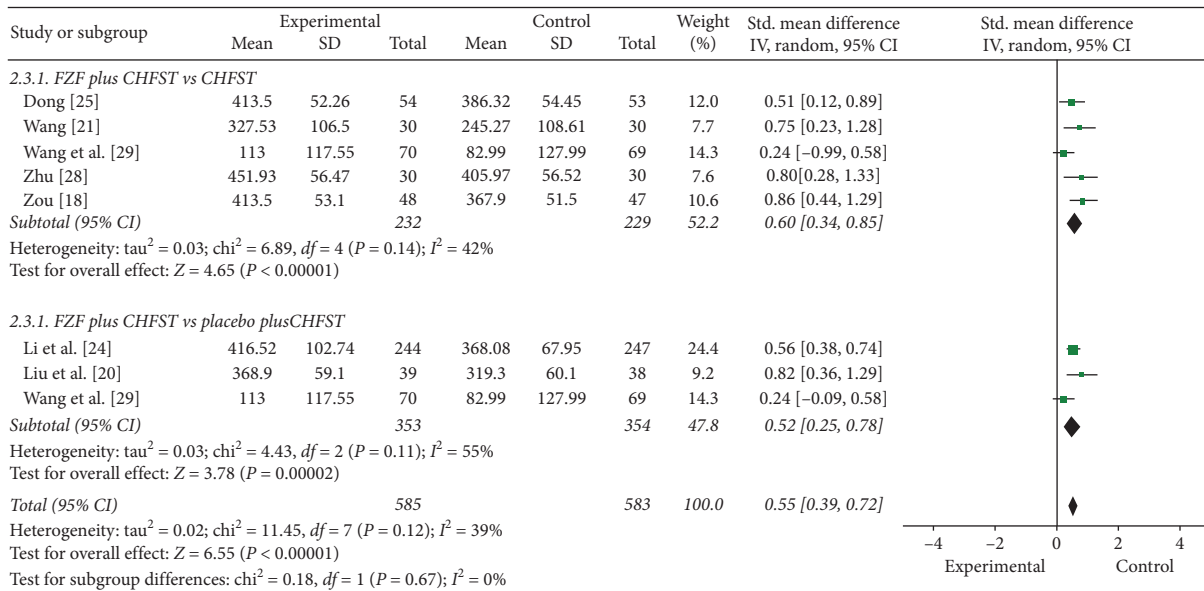 Study or subgroup Experimental Control Weight (%) Std. mean difference IV, random, 95% CI Std. mean difference IV, random, 95% CI
Mean SD Total Mean SD Total
2.3.1. FZF plus CHFST vs CHFST
Dong [25] 413.5 52.26 54 386.32 54.45 53 12.0 0.51 [0.12, 0.89]
Wang [21] 327.53 106.5 30 245.27 108.61 30 7.7 0.75 [0.23, 1.28]
Wang et al. [29] 113 117.55 70 82.99 127.99 69 14.3 0.24 [−0.99, 0.58]
Zhu [28] 451.93 56.47 30 405.97 56.52 30 7.6 0.80[0.28, 1.33]
Zou [18] 413.5 53.1 48 367.9 51.5 47 10.6 0.86 [0.44, 1.29]
Subtotal (95% CI) 232 229 52.2 0.60 [0.34, 0.85]
Heterogeneity: tau² = 0.03; chi² = 6.89, df = 4 (P = 0.14); I² = 42%
Test for overall effect: Z = 4.65 (P < 0.00001)
2.3.1. FZF plus CHFST vs placebo plusCHFST
Li et al. [24] 416.52 102.74 244 368.08 67.95 247 24.4 0.56 [0.38, 0.74]
Liu et al. [20] 368.9 59.1 39 319.3 60.1 38 9.2 0.82 [0.36, 1.29]
Wang et al. [29] 113 117.55 70 82.99 127.99 69 14.3 0.24 [−0.09, 0.58]
Subtotal (95% CI) 353 354 47.8 0.52 [0.25, 0.78]
Heterogeneity: tau² = 0.03; chi² = 4.43, df = 2 (P = 0.11); I² = 55%
Test for overall effect: Z = 3.78 (P = 0.00002)
Total (95% CI) 585 583 100.0 0.55 [0.39, 0.72]
Heterogeneity: tau² = 0.02; chi² = 11.45, df = 7 (P = 0.12); I² = 39%
Test for overall effect: Z = 6.55 (P < 0.00001)
Test for subgroup differences: chi² = 0.18, df = 1 (P = 0.67); I² = 0%
−4 −2 0 2 4
Experimental Control